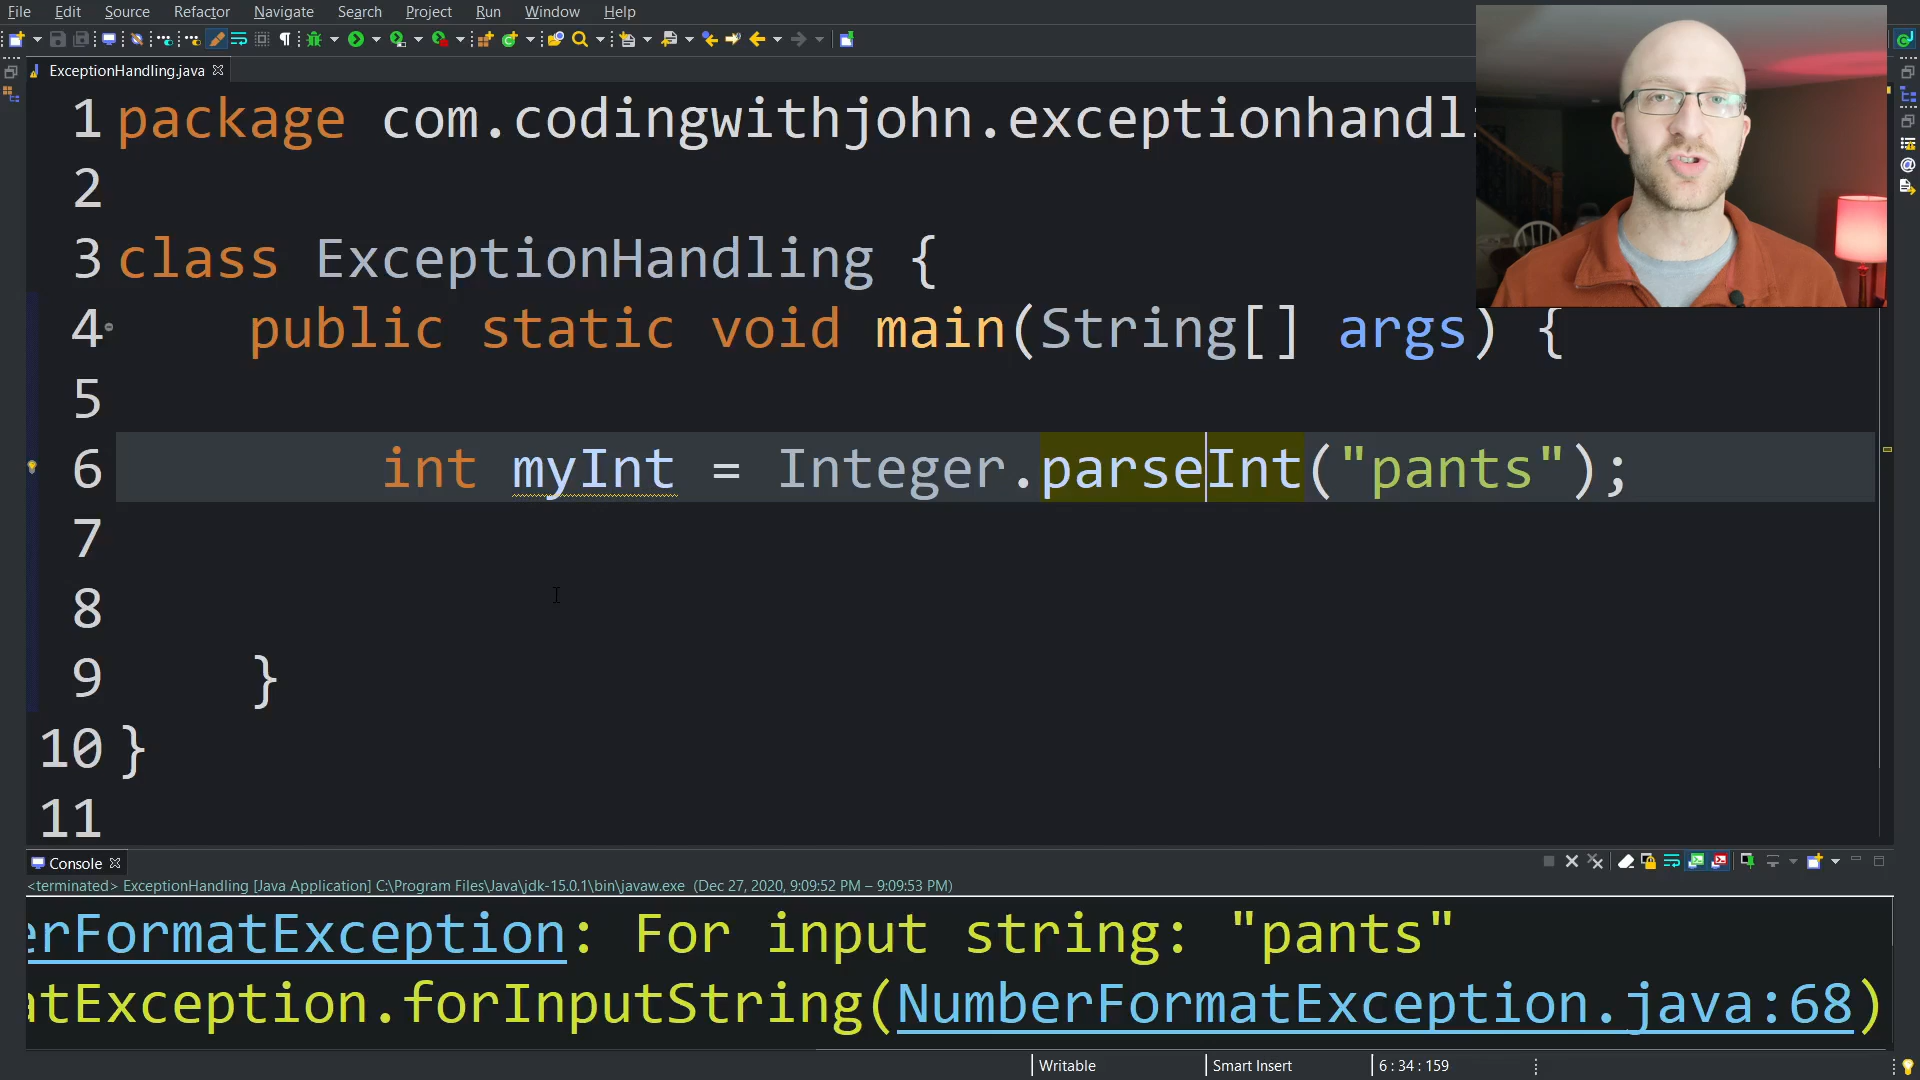 File Edit Source Refactor Navigate Search Project Run Window Help
ExceptionHandling.java
1 package com.codingwithjohn.exceptionhandl
2
3 class ExceptionHandling {
4 public static void main(String[] args) {
5
6 int myInt = Integer.parseInt("pants");
7
8
9 }
10 }
11
Console
<terminated> ExceptionHandling [Java Application] C:\Program Files\Java\jdk-15.0.1\bin\javaw.exe (Dec 27, 2020, 9:09:52 PM – 9:09:53 PM)
erFormatException: For input string: "pants"
atException.forInputString(NumberFormatException.java:68)
Writable Smart Insert 6 : 34 : 159